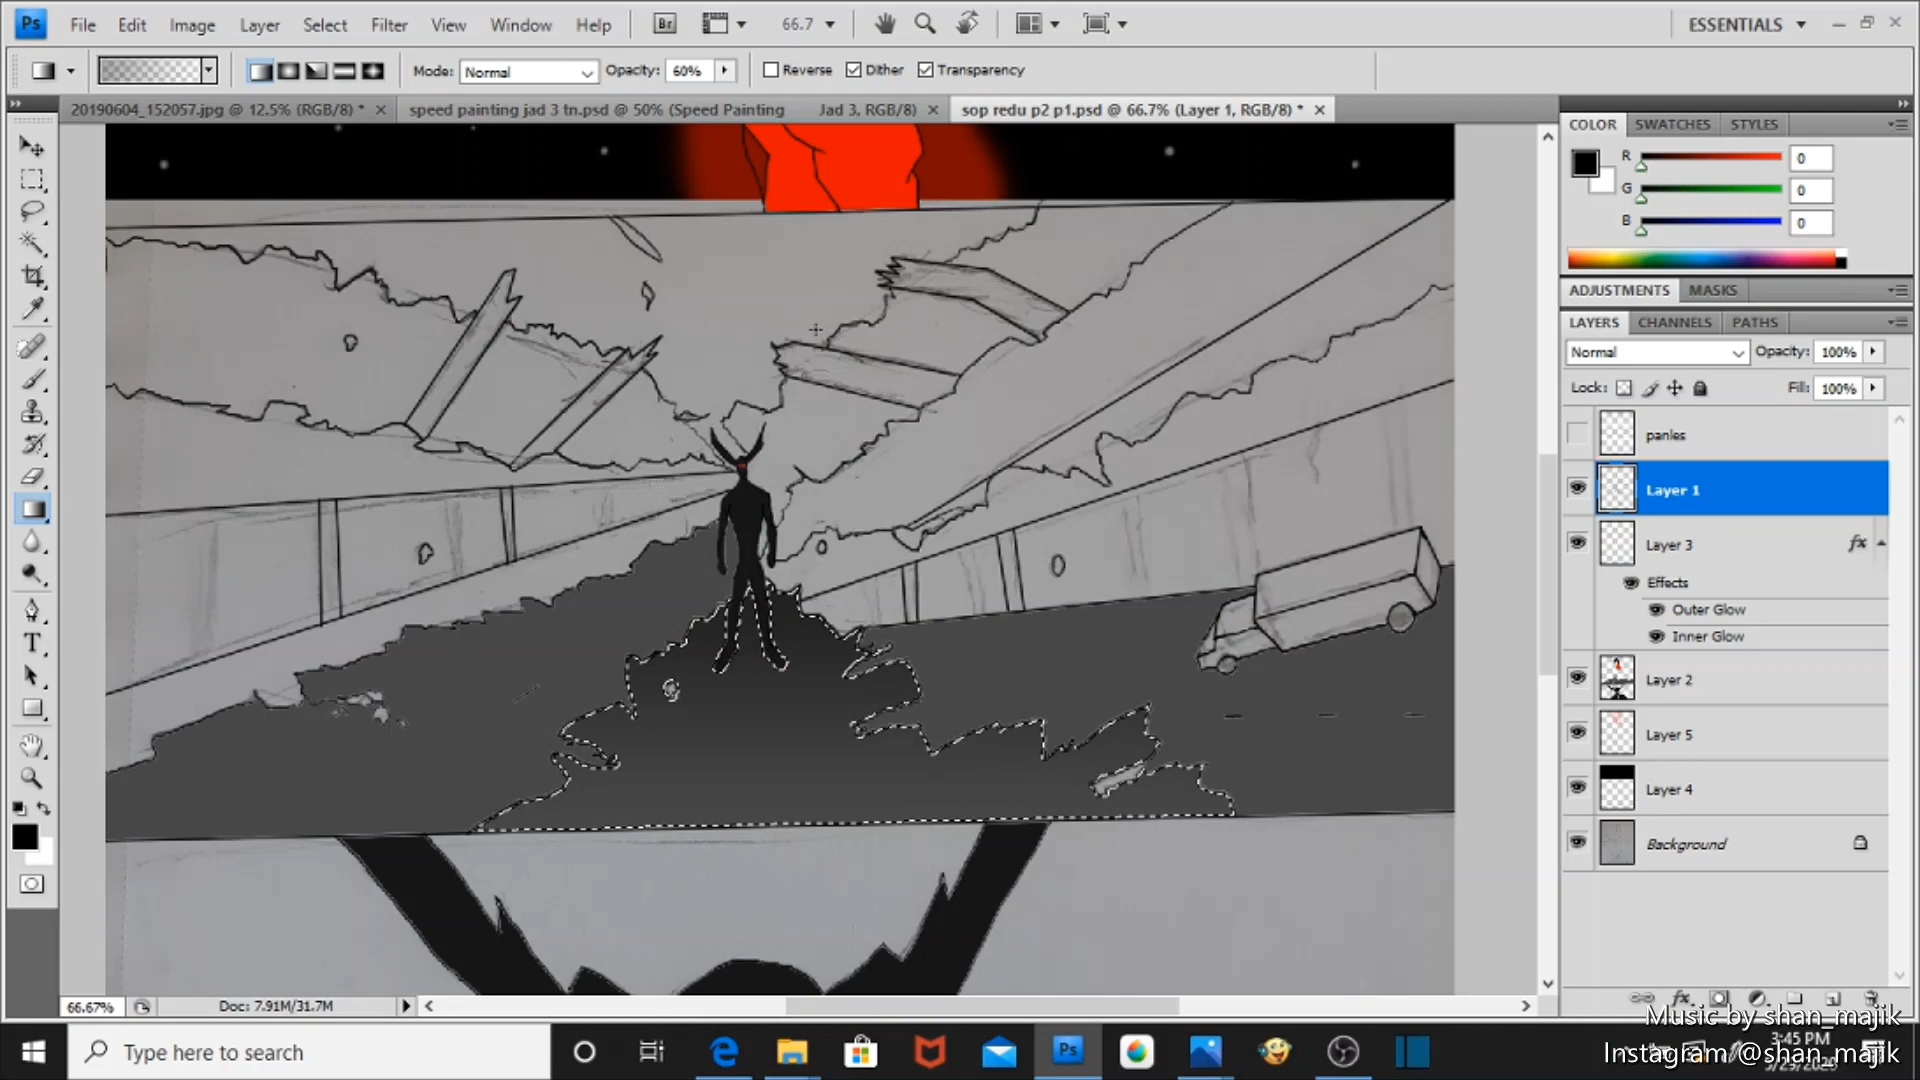 Ps File Edit Image Layer Select Filter View Window Help Br 66.7 ESSENTIALS
Mode: Normal Opacity: 60% Reverse Dither Transparency
20190604_152057.jpg @ 12.5% (RGB/8) * speed painting jad 3 tn.psd @ 50% (Speed Painting Jad 3, RGB/8) sop redu p2 p1.psd @ 66.7% (Layer 1, RGB/8) *
COLOR SWATCHES STYLES
R 0
G 0
B 0
ADJUSTMENTS MASKS
LAYERS CHANNELS PATHS
Normal Opacity: 100%
Lock: Fill: 100%
panles
Layer 1
Layer 3 fx
Effects
Outer Glow
Inner Glow
Layer 2
Layer 5
Layer 4
Background
66.67% Doc: 7.91M/31.7M
Music by shan_majik
Type here to search Ps 3:45 PM
Instagram/@shan_majik